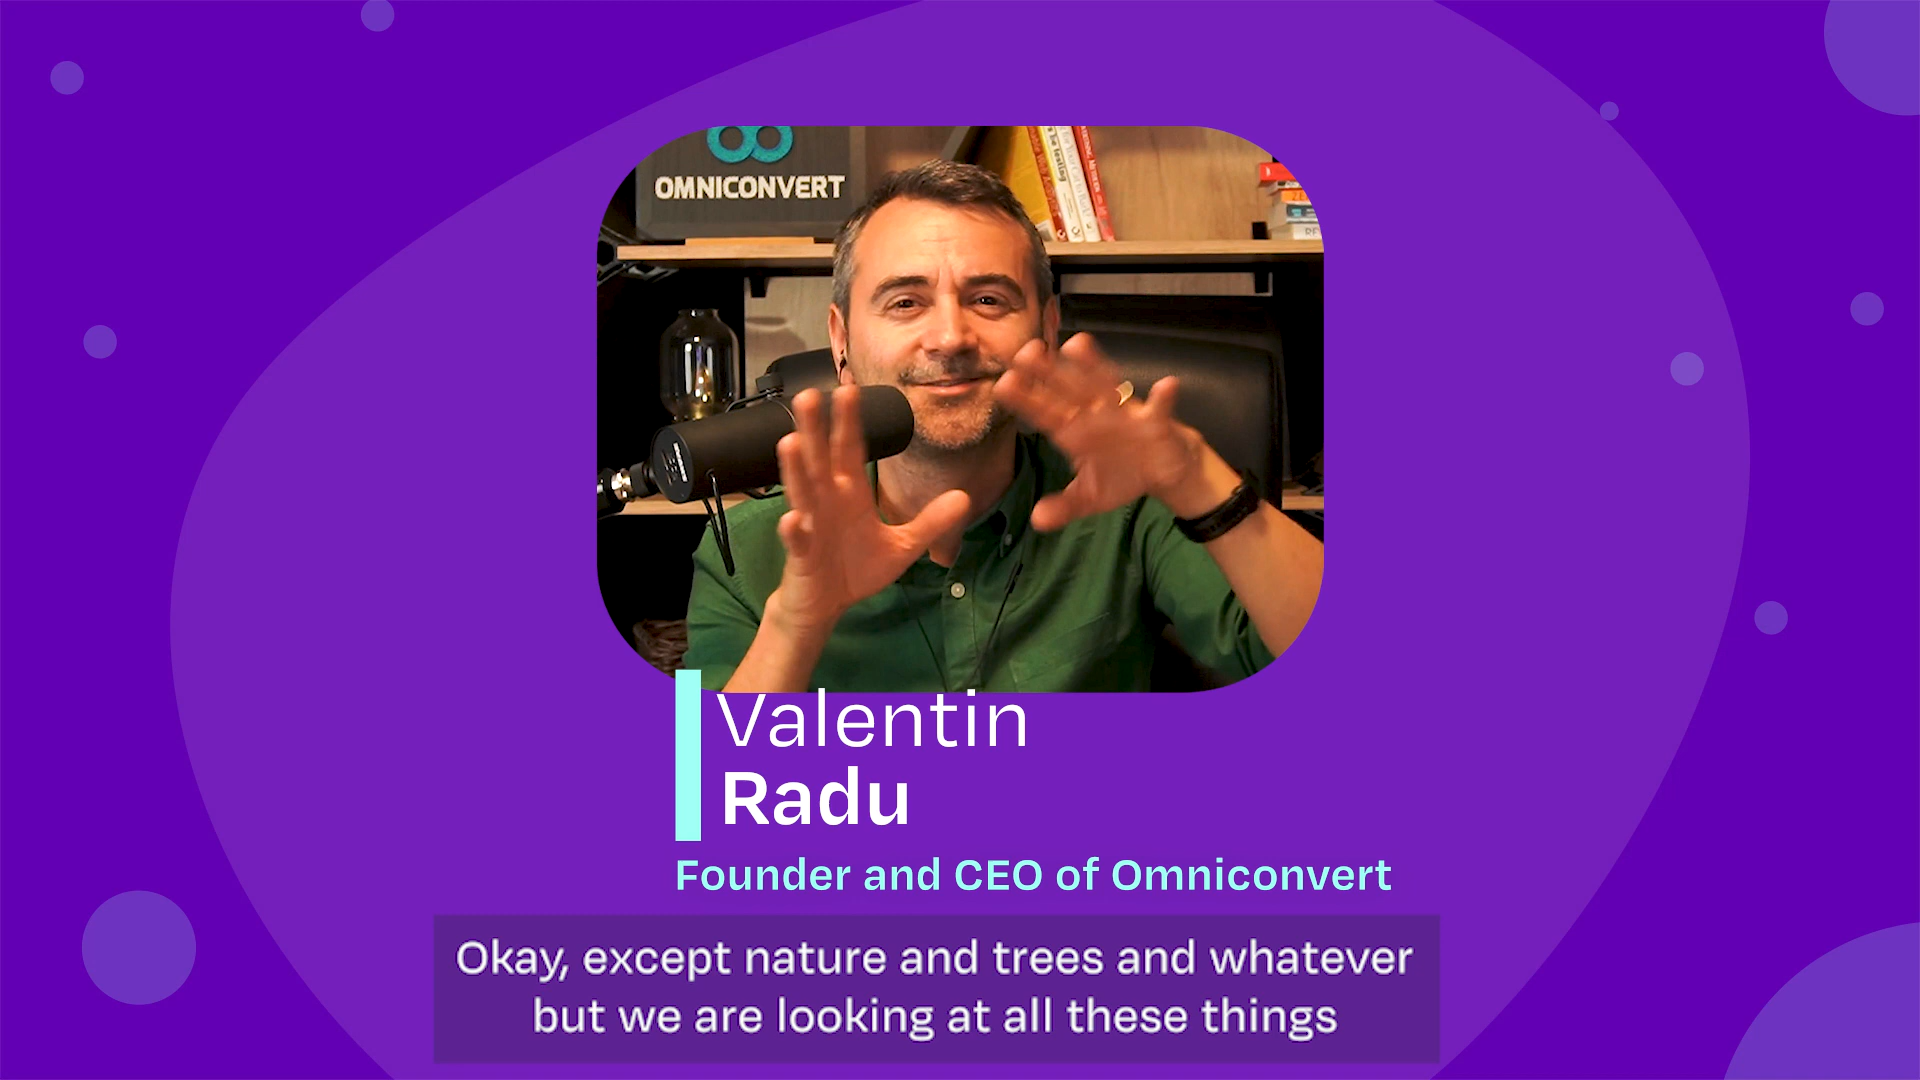 OMNICONVERT
Valentin
Radu
Founder and CEO of Omniconvert
Okay, except nature and trees and whatever
but we are looking at all these things